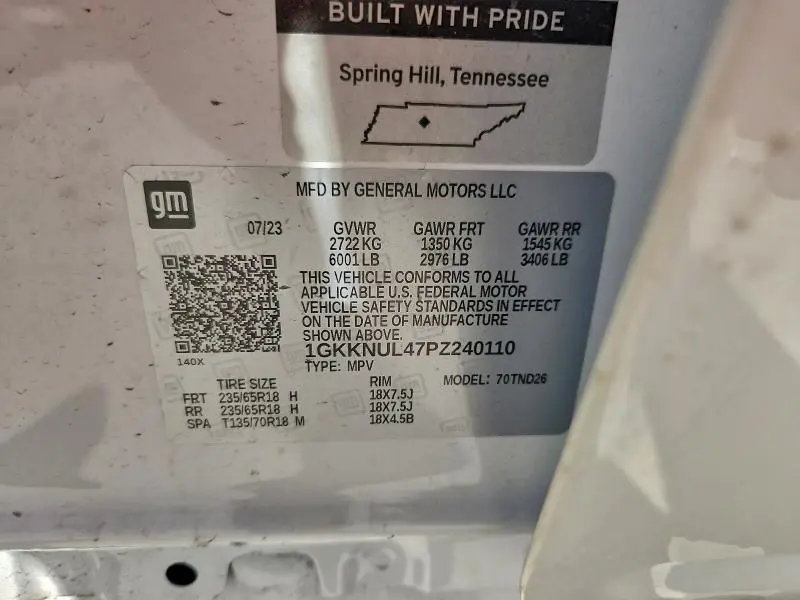 BUILT WITH PRIDE
Spring Hill, Tennessee
gm
MFD BY GENERAL MOTORS LLC
07/23 GVWR GAWR FRT GAWR RR
2722 KG 1350 KG 1545 KG
6001 LB 2976 LB 3406 LB
THIS VEHICLE CONFORMS TO ALL
APPLICABLE U.S. FEDERAL MOTOR
VEHICLE SAFETY STANDARDS IN EFFECT
ON THE DATE OF MANUFACTURE
SHOWN ABOVE.
1GKKNUL47PZ240110
140X
TYPE: MPV
TIRE SIZE RIM MODEL: 70TND26
FRT 235/65R18 H 18X7.5J
RR 235/65R18 H 18X7.5J
SPA T135/70R18 M 18X4.5B